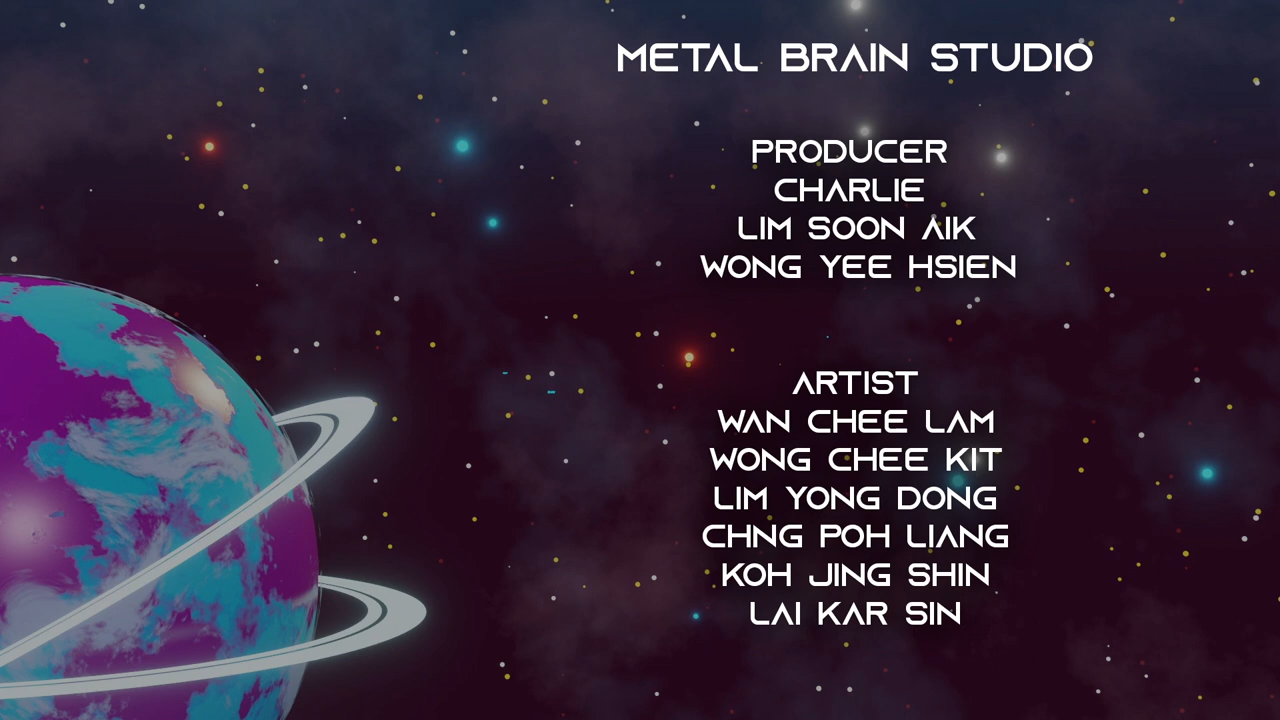 METAL BRAIN STUDIO
PRODUCER
CHARLIE
LIM SOON AIK
WONG YEE HSIEN
ARTIST
WAN CHEE LAM
WONG CHEE KIT
LIM YONG DONG
CHNG POH LIANG
KOH JING SHIN
LAI KAR SIN